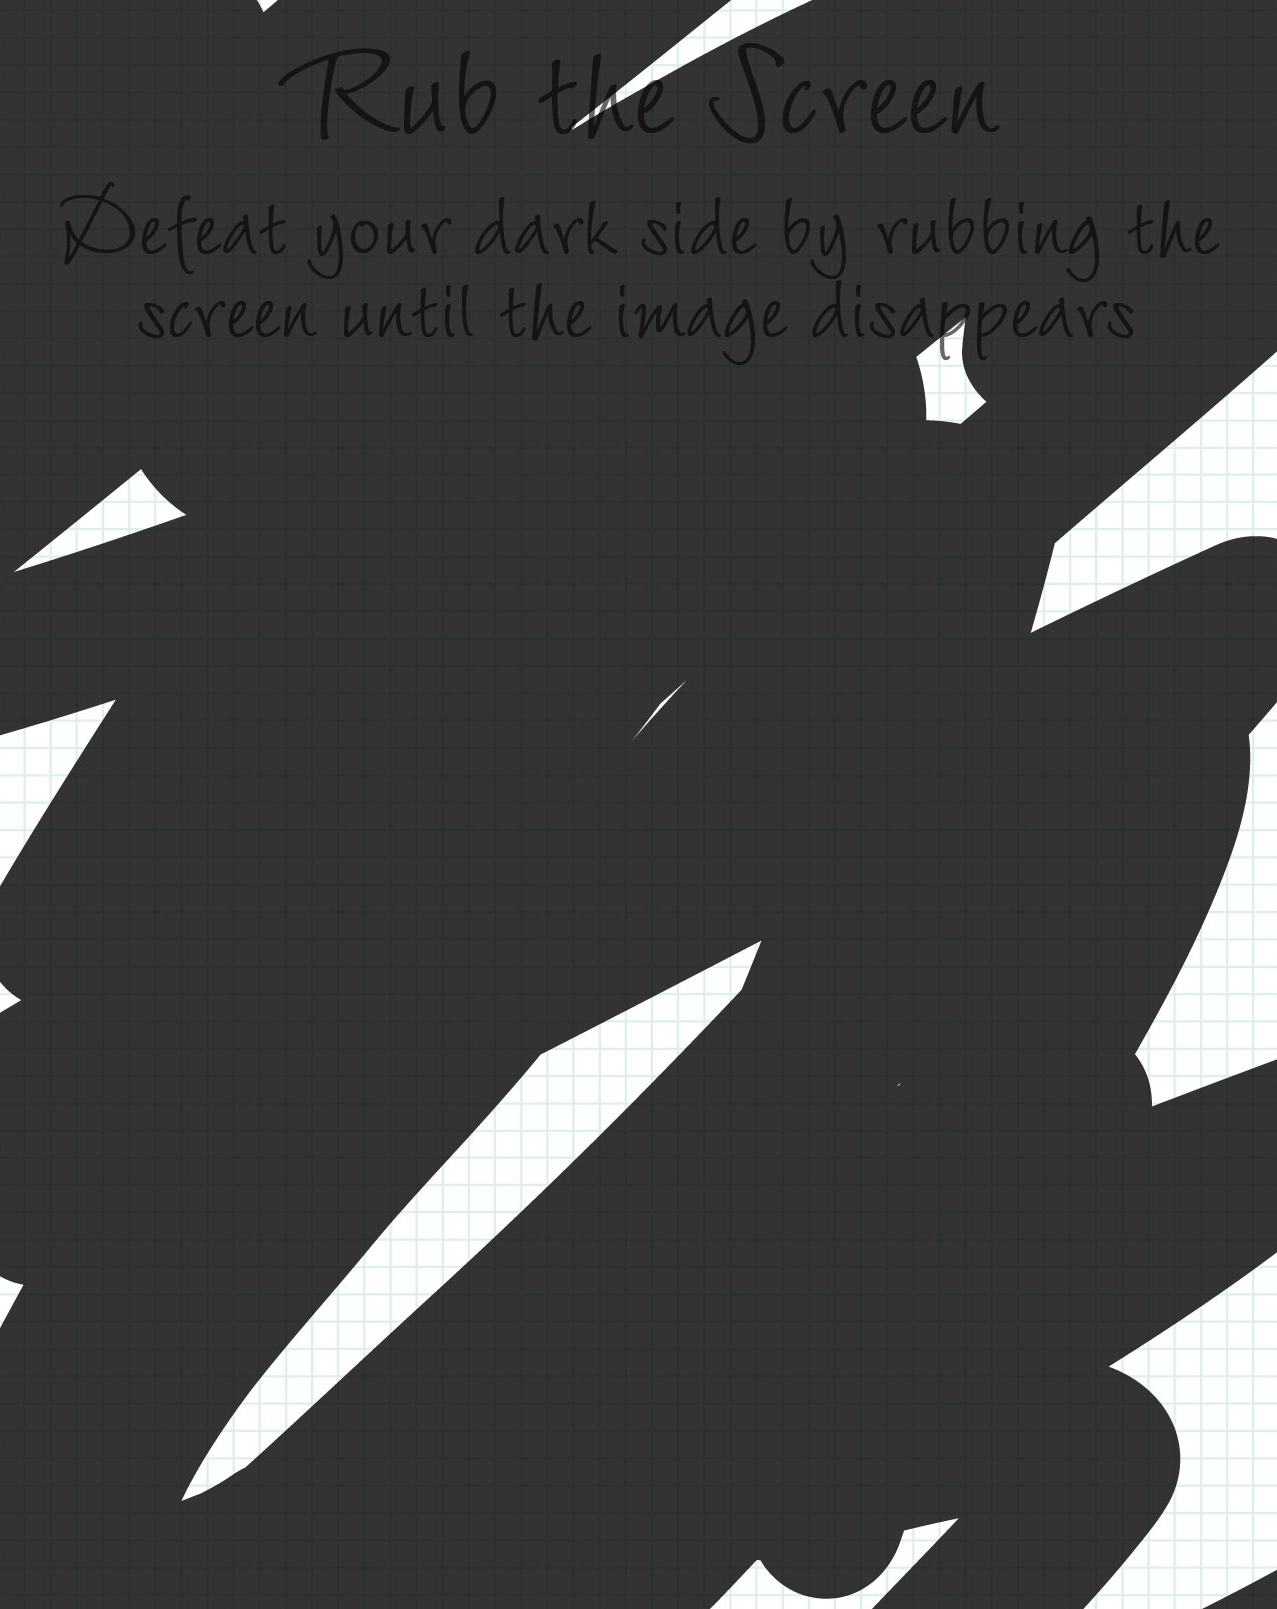 Rub the Screen
Defeat your dark side by rubbing the
screen until the image disappears